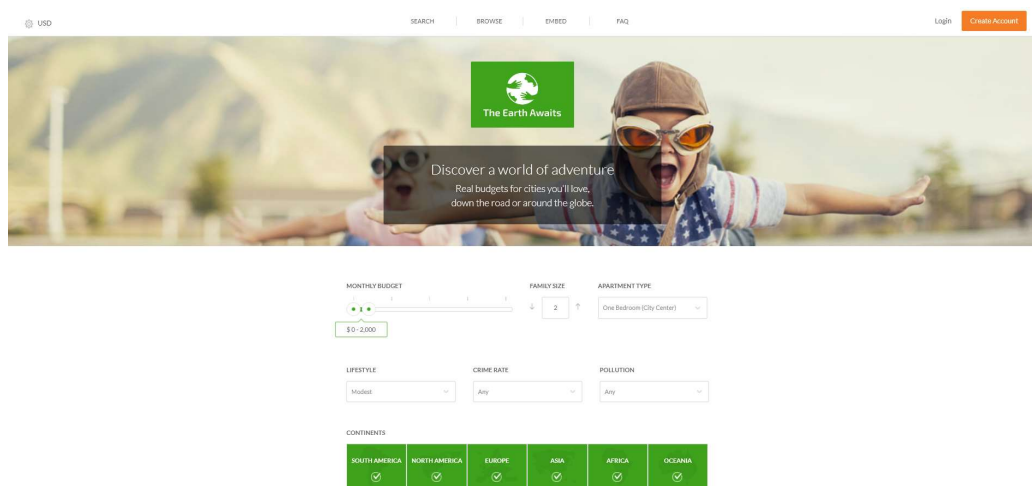 USD
SEARCH
BROWSE
EMBED
FAQ
Login
Create Account
The Earth Awaits
Discover a world of adventure
Real budgets for cities you'll love,
down the road or around the globe.
MONTHLY BUDGET
FAMILY SIZE
APARTMENT TYPE
2
One Bedroom (City Center)
$ 0 - 2,000
LIFESTYLE
CRIME RATE
POLLUTION
Modest
Any
Any
CONTINENTS
SOUTH AMERICA
NORTH AMERICA
EUROPE
ASIA
AFRICA
OCEANIA